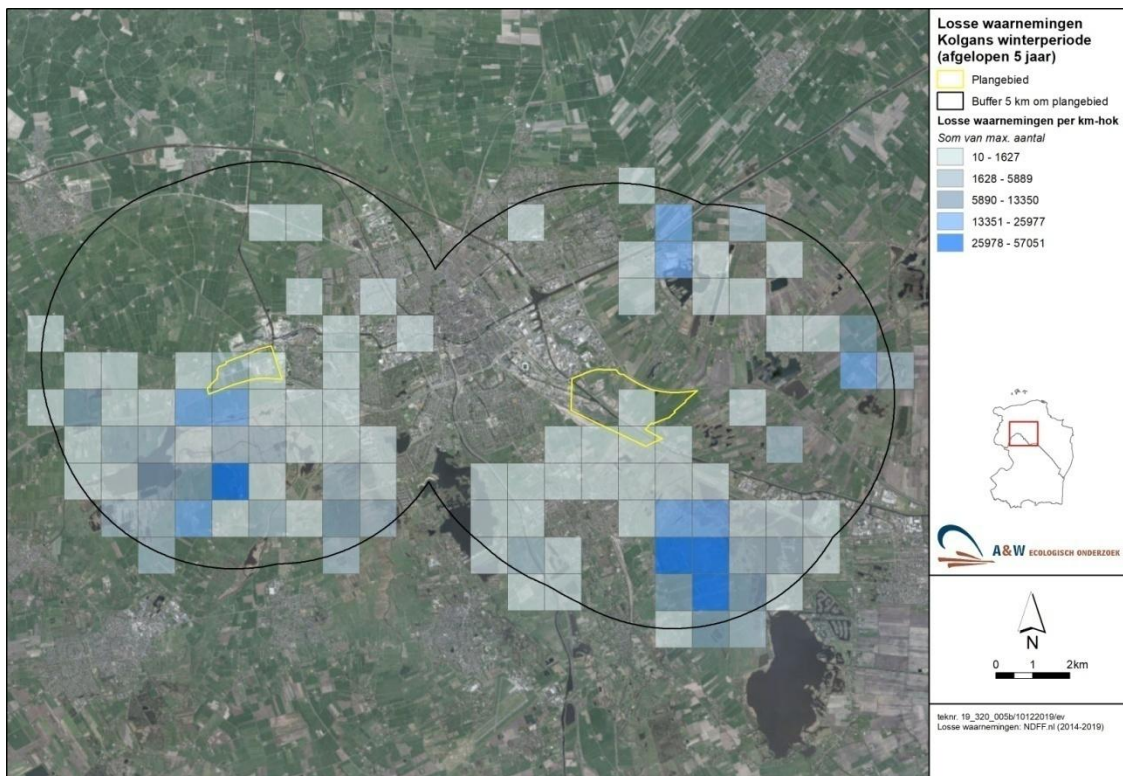 Losse waarnemingen
Kolgans winterperiode
(afgelopen 5 jaar)
Plangebied
Buffer 5 km om plangebied
Losse waarnemingen per km-hok
Som van max. aantal
10 - 1627
1628 - 5889
5890 - 13350
13351 - 25977
25978 - 57051
A&W ECOLOGISCH ONDERZOEK
N
0 1 2km
teknr. 19_320_005b/10122019/ev
Losse waarnemingen: NDFF.nl (2014-2019)